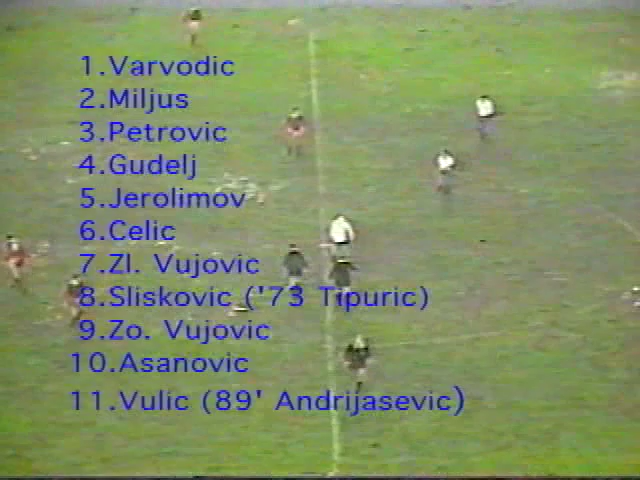 1.Varvodic
2.Miljus
3.Petrovic
4.Gudelj
5.Jerolimov
6.Celic
7.Zl. Vujovic
8.Sliskovic ('73 Tipuric)
9.Zo. Vujovic
10.Asanovic
11.Vulic (89' Andrijasevic)